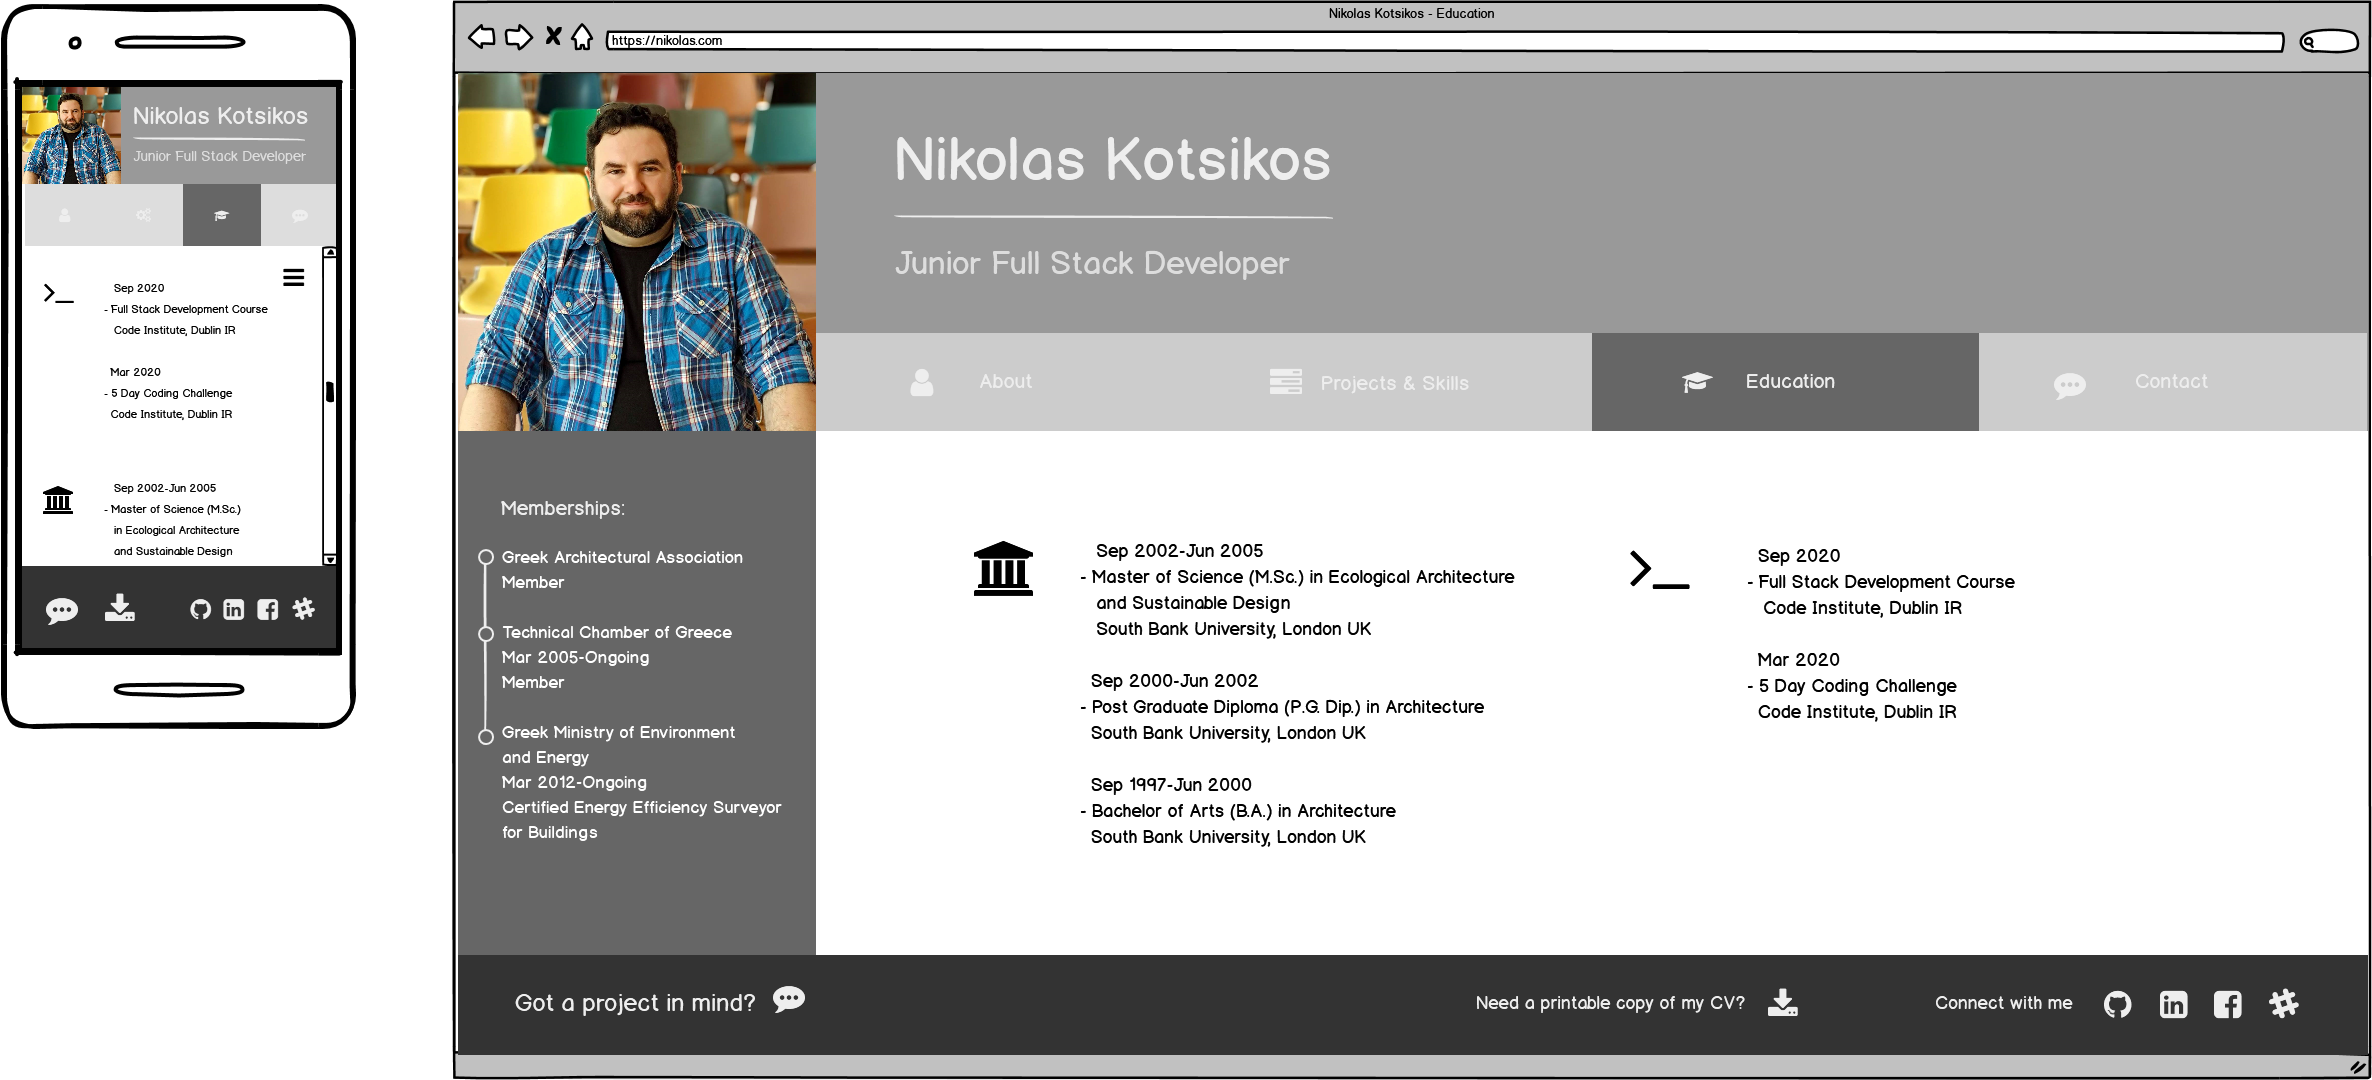 Nikolas Kotsikos
Junior Full Stack Developer
Sep 2020
- Full Stack Development Course
Code Institute, Dublin IR
Mar 2020
- 5 Day Coding Challenge
Code Institute, Dublin IR
Sep 2002-Jun 2005
- Master of Science (M.Sc.)
in Ecological Architecture
and Sustainable Design
Nikolas Kotsikos - Education
https://nikolas.com
Nikolas Kotsikos
Junior Full Stack Developer
About
Projects & Skills
Education
Contact
Memberships:
Greek Architectural Association
Member
Technical Chamber of Greece
Mar 2005-Ongoing
Member
Greek Ministry of Environment
and Energy
Mar 2012-Ongoing
Certified Energy Efficiency Surveyor
for Buildings
Sep 2002-Jun 2005
- Master of Science (M.Sc.) in Ecological Architecture
and Sustainable Design
South Bank University, London UK
Sep 2000-Jun 2002
- Post Graduate Diploma (P.G. Dip.) in Architecture
South Bank University, London UK
Sep 1997-Jun 2000
- Bachelor of Arts (B.A.) in Architecture
South Bank University, London UK
Sep 2020
- Full Stack Development Course
Code Institute, Dublin IR
Mar 2020
- 5 Day Coding Challenge
Code Institute, Dublin IR
Got a project in mind?
Need a printable copy of my CV?
Connect with me